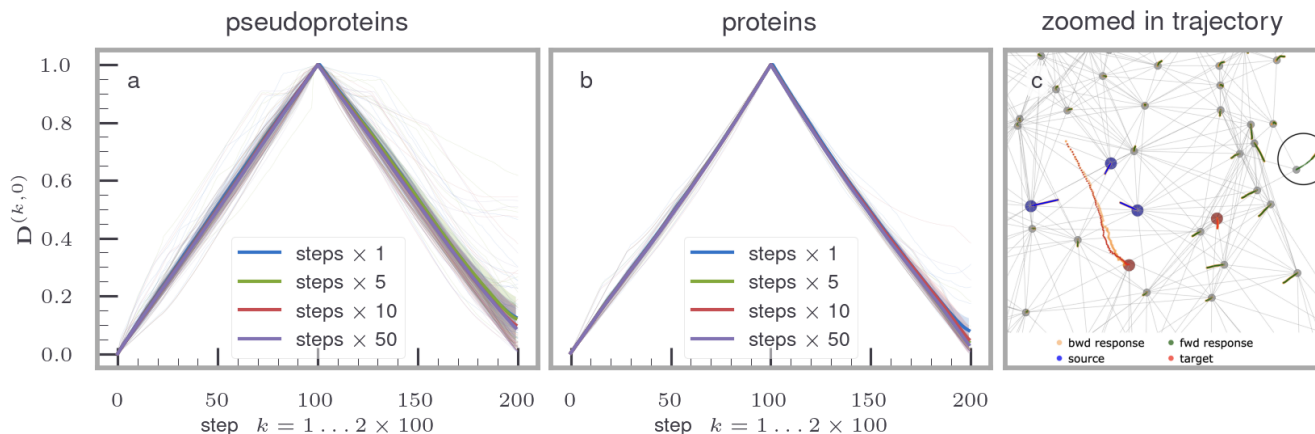 pseudoproteins
proteins
zoomed in trajectory
a
b
c
D^(k,0)
1.0
0.8
0.6
0.4
0.2
0.0
steps × 1
steps × 5
steps × 10
steps × 50
steps × 1
steps × 5
steps × 10
steps × 50
bwd response
fwd response
source
target
0 50 100 150 200
0 50 100 150 200
step k = 1 . . . 2 × 100
step k = 1 . . . 2 × 100